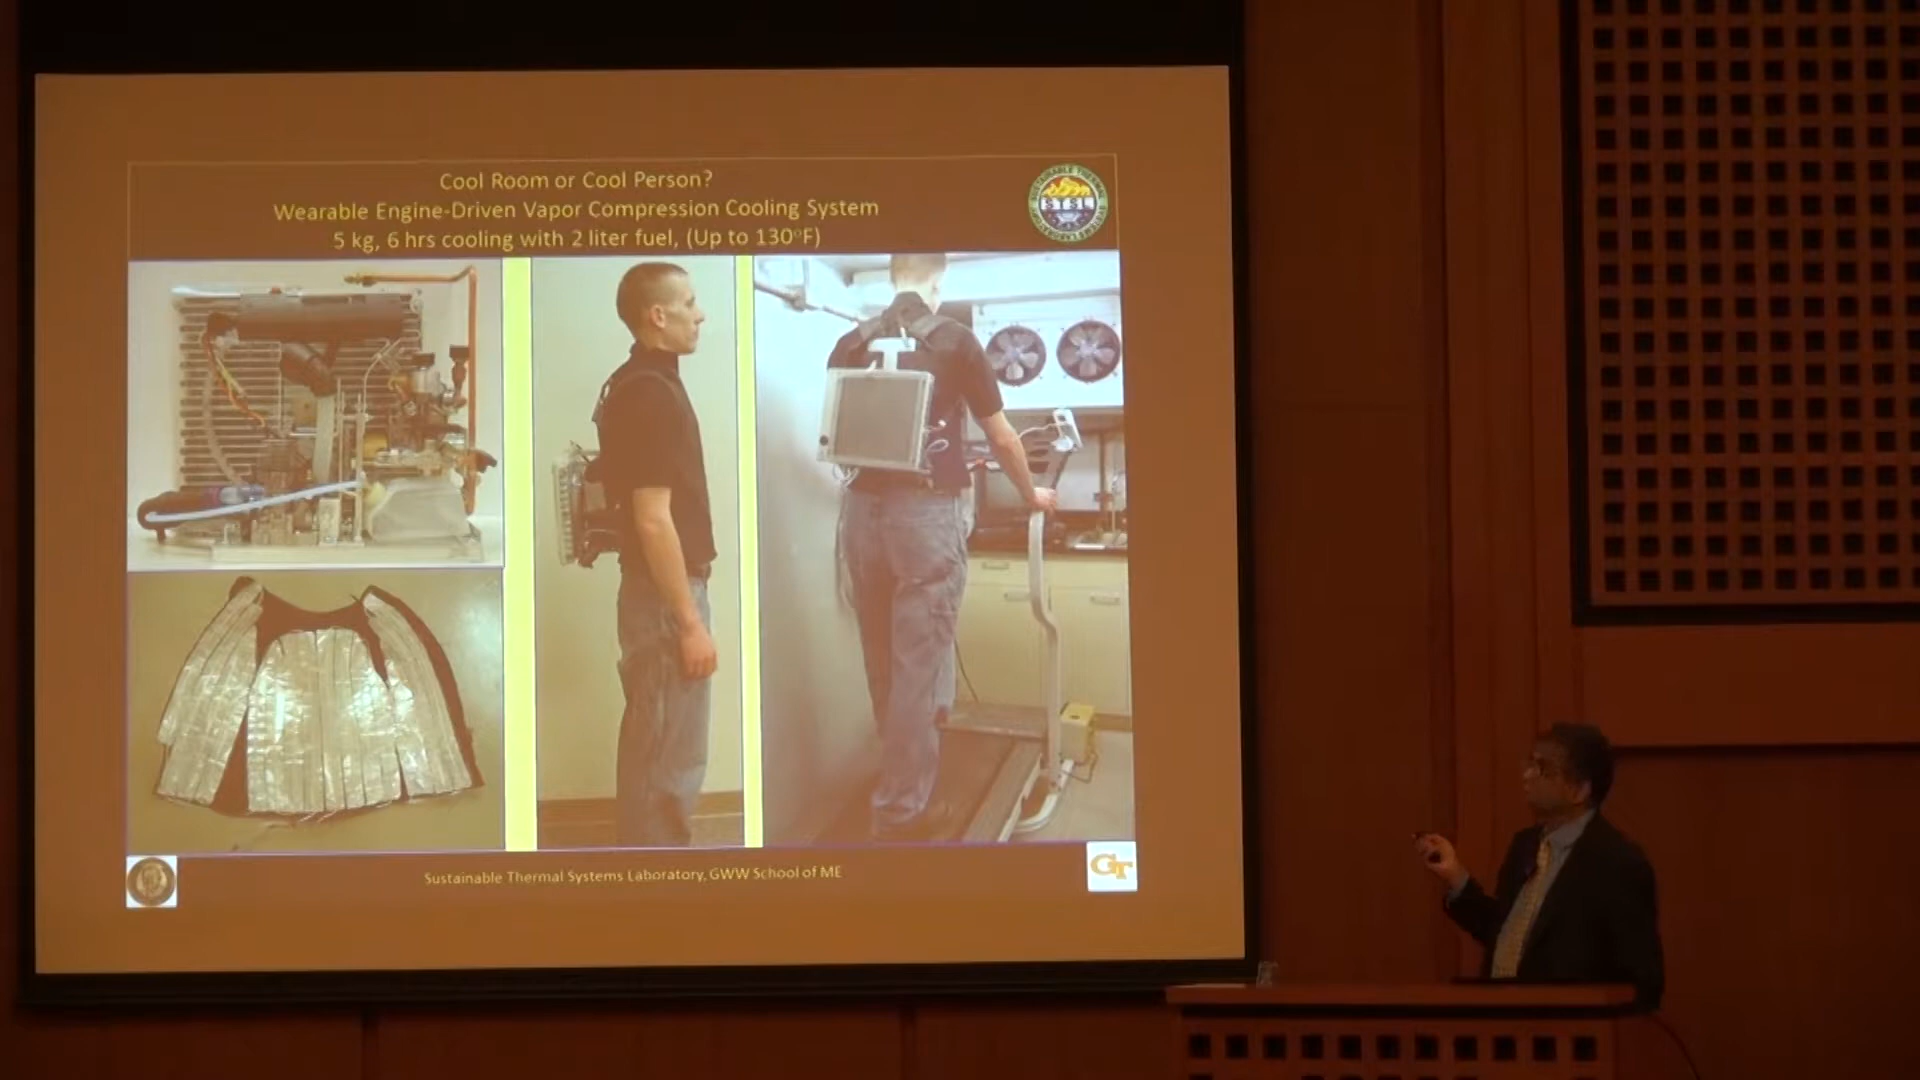 Cool Room or Cool Person?
Wearable Engine-Driven Vapor Compression Cooling System
5 kg, 6 hrs cooling with 2 liter fuel, (Up to 130°F)
STSL
Sustainable Thermal Systems Laboratory, GWW School of ME
GT